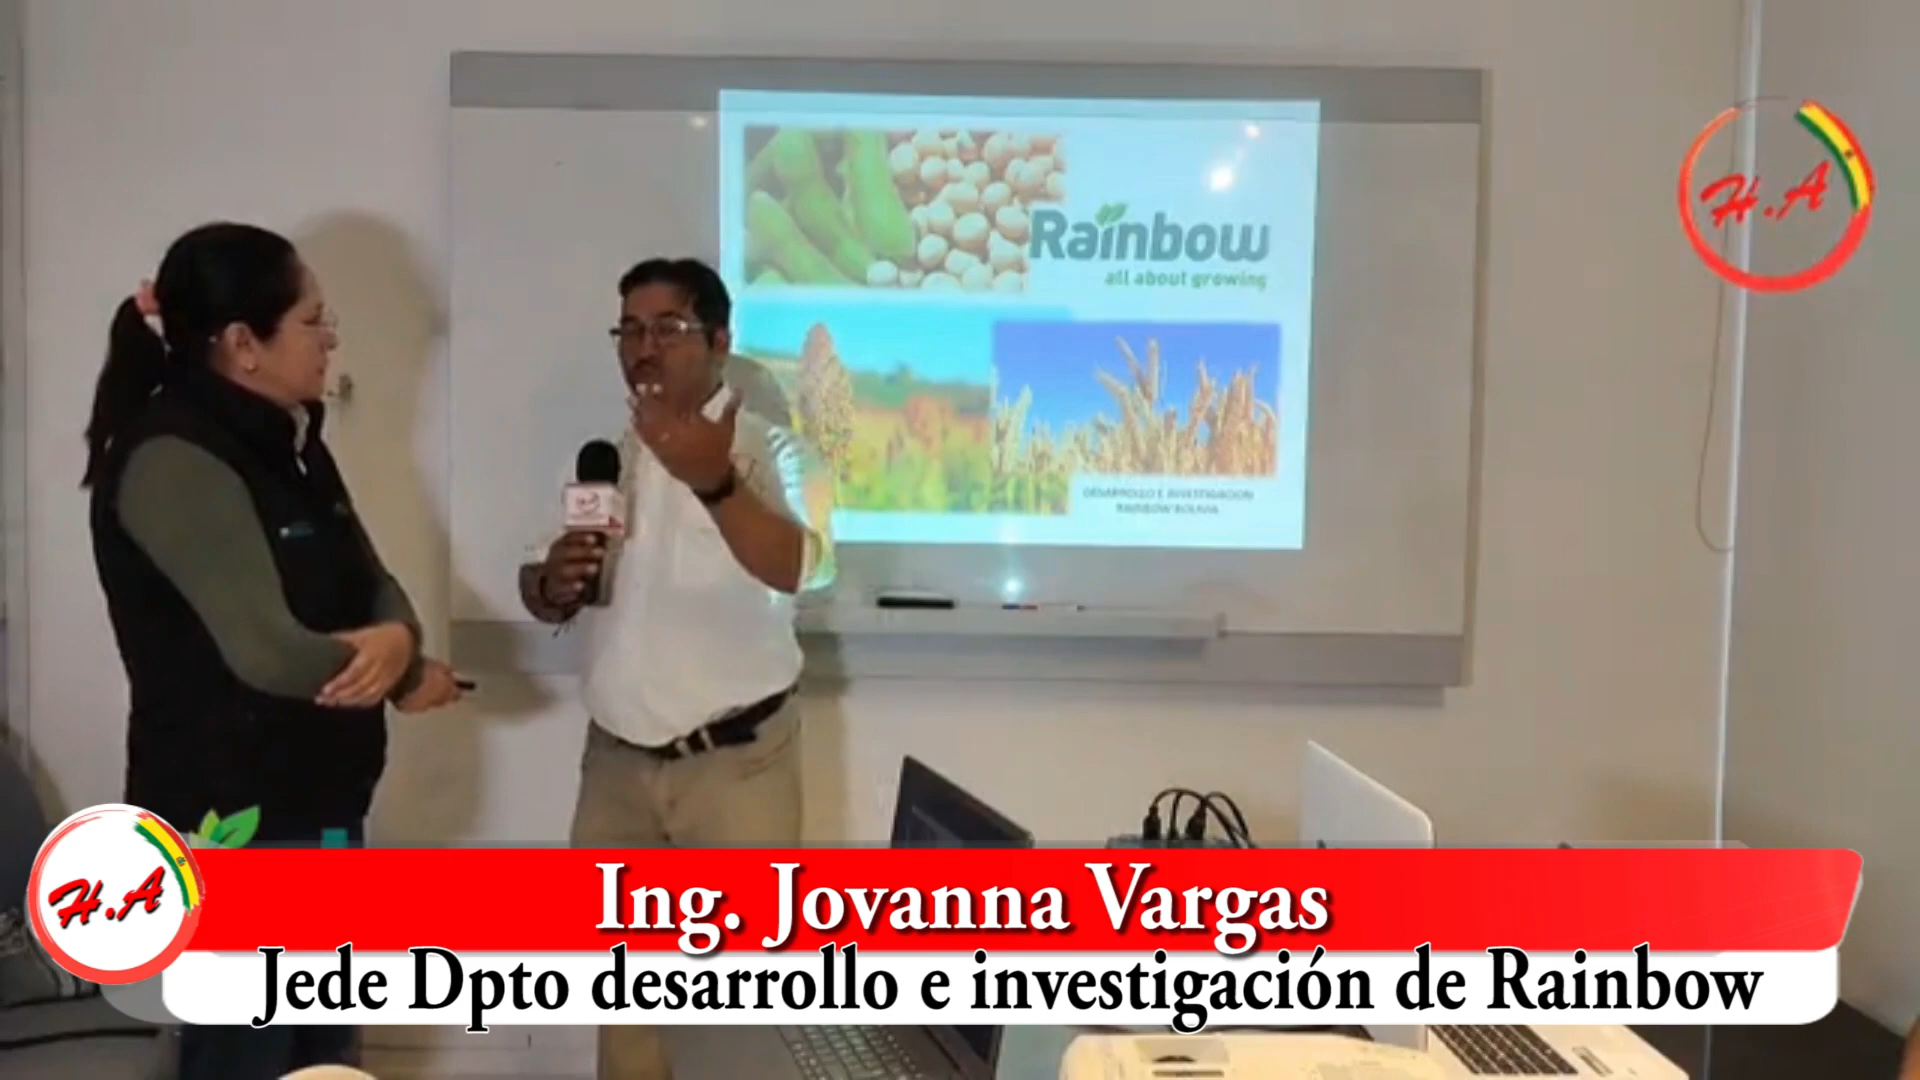 H.A
Rainbow
all about growing
DESARROLLO E INVESTIGACION
RAINBOW BOLIVIA
H.A
Ing. Jovanna Vargas
Jede Dpto desarrollo e investigación de Rainbow